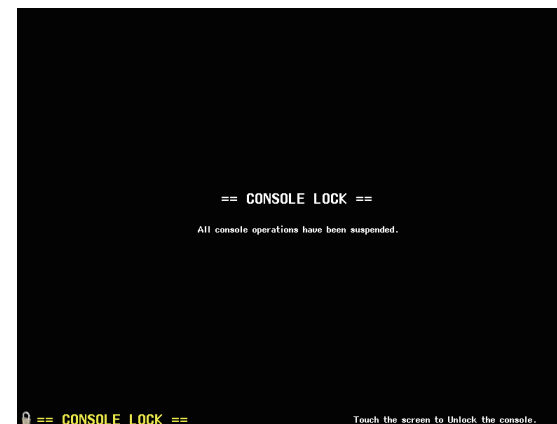 == CONSOLE LOCK ==
All console operations have been suspended.
== CONSOLE LOCK ==
Touch the screen to Unlock the console.